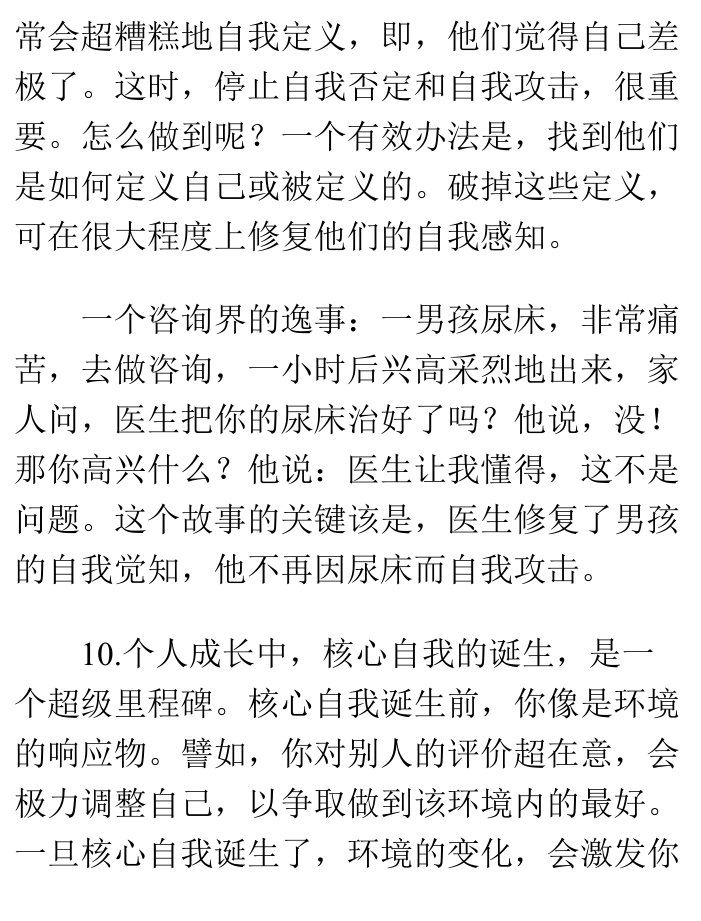 常会超糟糕地自我定义，即，他们觉得自己差
极了。这时，停止自我否定和自我攻击，很重
要。怎么做到呢？一个有效办法是，找到他们
是如何定义自己或被定义的。破掉这些定义，
可在很大程度上修复他们的自我感知。
一个咨询界的逸事：一男孩尿床，非常痛
苦，去做咨询，一小时后兴高采烈地出来，家
人问，医生把你的尿床治好了吗？他说，没！
那你高兴什么？他说：医生让我懂得，这不是
问题。这个故事的关键该是，医生修复了男孩
的自我觉知，他不再因尿床而自我攻击。
10.个人成长中，核心自我的诞生，是一
个超级里程碑。核心自我诞生前，你像是环境
的响应物。譬如，你对别人的评价超在意，会
极力调整自己，以争取做到该环境内的最好。
一旦核心自我诞生了，环境的变化，会激发你